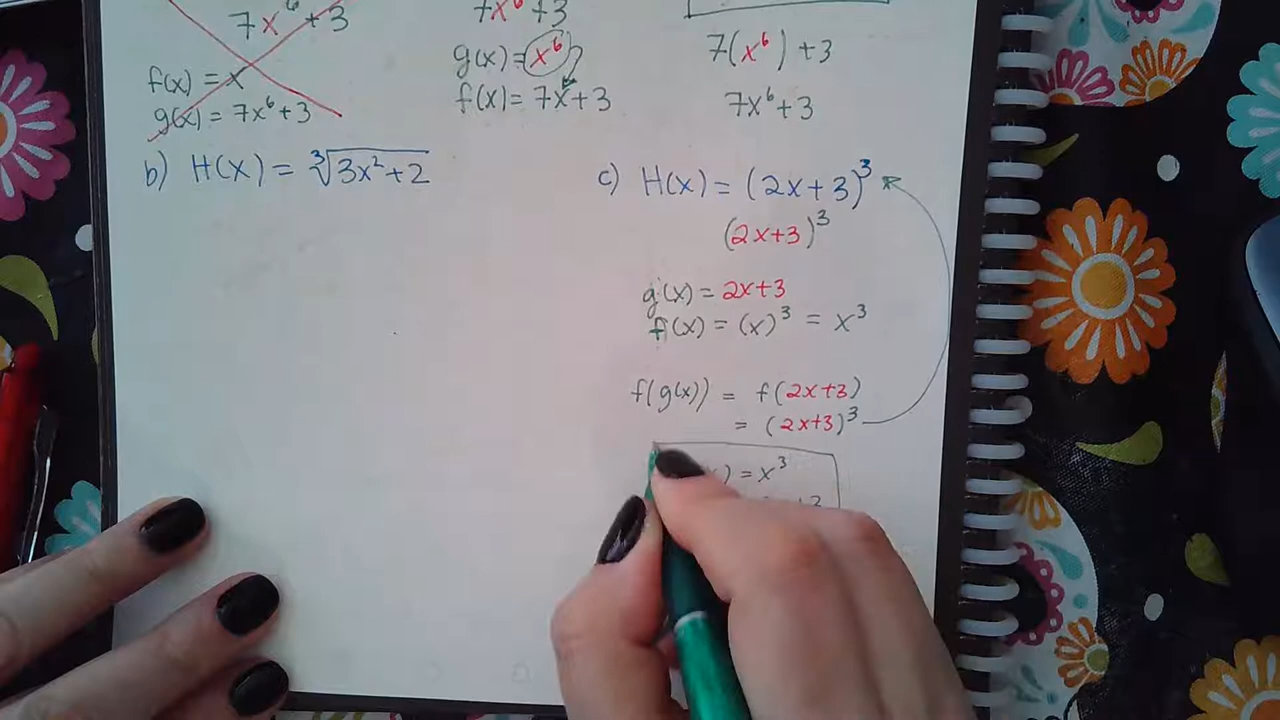 7x⁶+3
f(x) = x
g(x) = 7x⁶+3
7x⁶+3
g(x) = x⁶
f(x) = 7x+3
7(x⁶)+3
7x⁶+3
b) H(x) = ∛(3x²+2)
c) H(x) = (2x+3)³
(2x+3)³
g(x) = 2x+3
f(x) = (x)³ = x³
f(g(x)) = f(2x+3)
= (2x+3)³
x) = x³